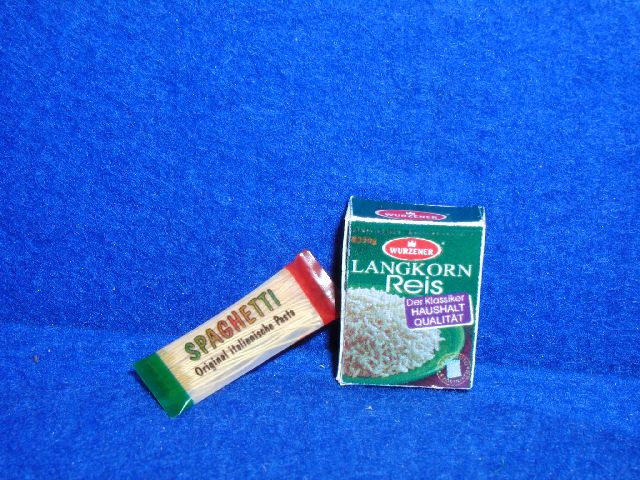 SPAGHETTI
Original italienische Pasta
WURZENER
WURZENER
LANGKORN
Reis
Der Klassiker
HAUSHALT
QUALITÄT